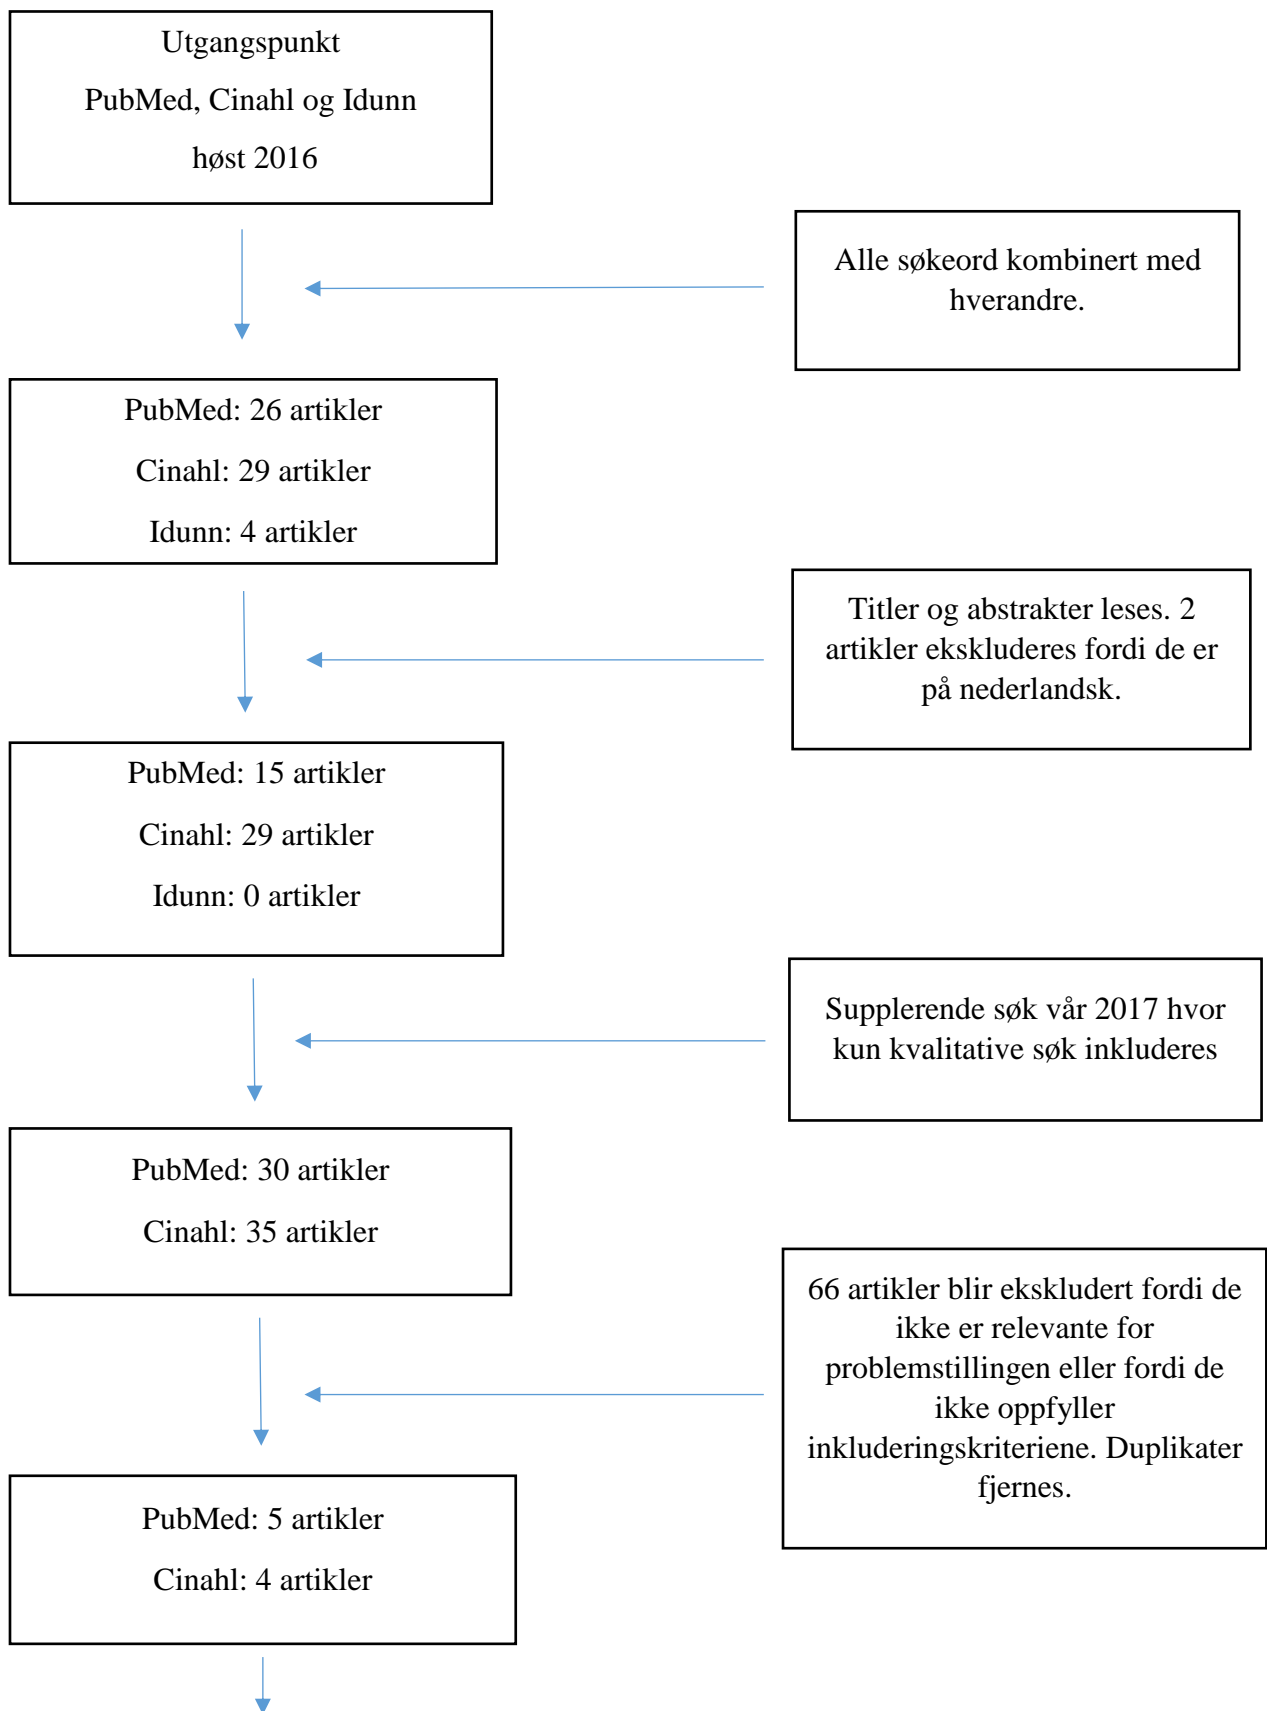 Utgangspunkt
PubMed, Cinahl og Idunn
høst 2016
Alle søkeord kombinert med
hverandre.
PubMed: 26 artikler
Cinahl: 29 artikler
Idunn: 4 artikler
Titler og abstrakter leses. 2
artikler ekskluderes fordi de er
på nederlandsk.
PubMed: 15 artikler
Cinahl: 29 artikler
Idunn: 0 artikler
Supplerende søk vår 2017 hvor
kun kvalitative søk inkluderes
PubMed: 30 artikler
Cinahl: 35 artikler
66 artikler blir ekskludert fordi de
ikke er relevante for
problemstillingen eller fordi de
ikke oppfyller
inkluderingskriteriene. Duplikater
fjernes.
PubMed: 5 artikler
Cinahl: 4 artikler